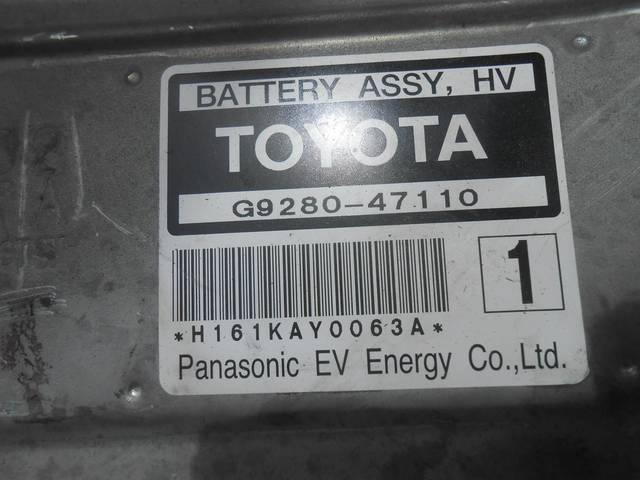 BATTERY ASSY, HV
TOYOTA
G9280-47110
1
*H161KAY0063A*
Panasonic EV Energy Co.,Ltd.